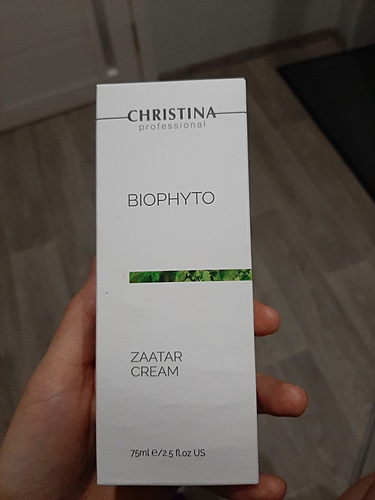 CHRISTINA
professional
BIOPHYTO
ZAATAR
CREAM
75ml e/2.5 fl.oz US